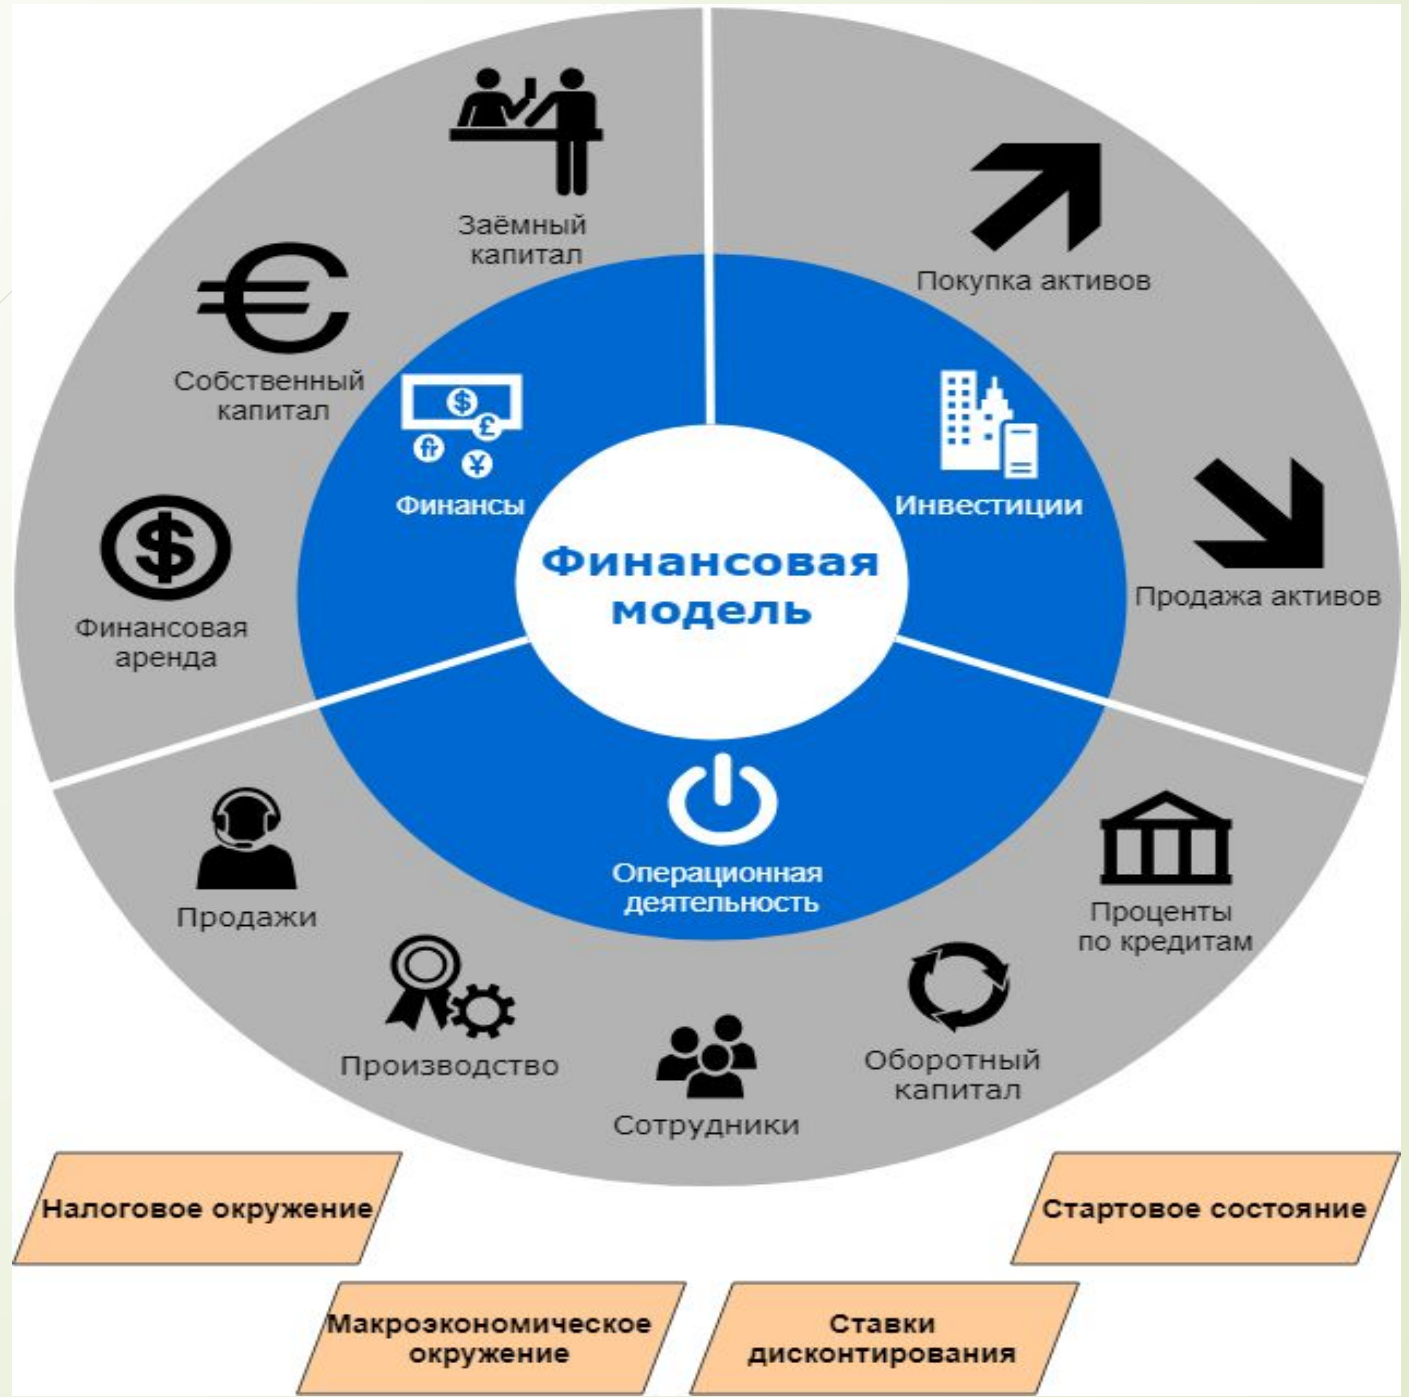 Заёмный
капитал
Покупка активов
Собственный
капитал
Финансы
Инвестиции
Финансовая
модель
Продажа активов
Финансовая
аренда
Операционная
деятельность
Продажи
Проценты
по кредитам
Производство
Оборотный
капитал
Сотрудники
Налоговое окружение
Стартовое состояние
Макроэкономическое
окружение
Ставки
дисконтирования